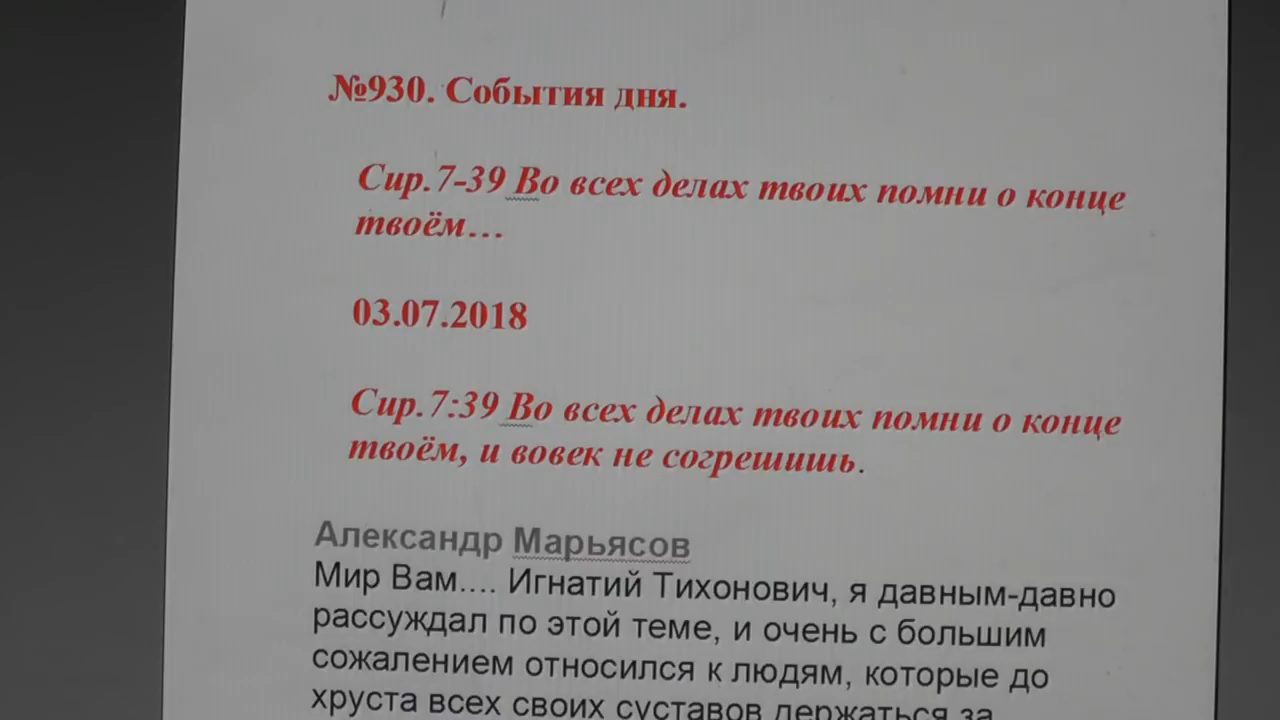 №930. События дня.
Сир.7-39 Во всех делах твоих помни о конце
твоём...
03.07.2018
Сир.7:39 Во всех делах твоих помни о конце
твоём, и вовек не согрешишь.
Александр Марьясов
Мир Вам.... Игнатий Тихонович, я давным-давно
рассуждал по этой теме, и очень с большим
сожалением относился к людям, которые до
хруста всех своих суставов держаться за